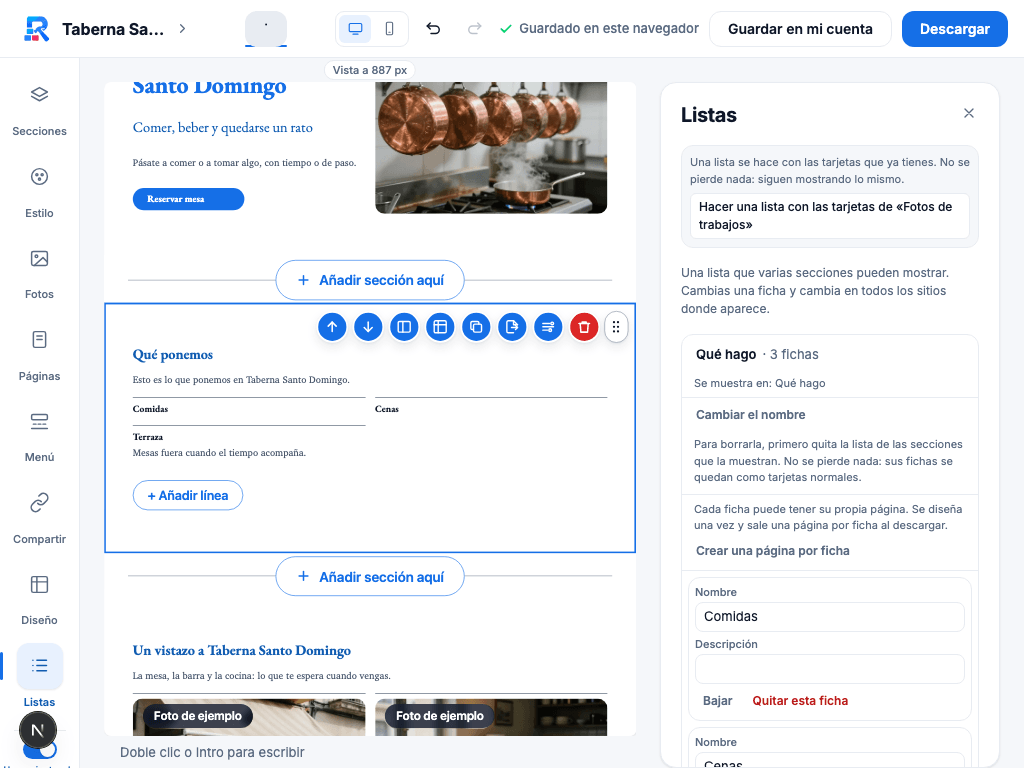 Taberna Sa...
Guardado en este navegador
Guardar en mi cuenta
Descargar
Vista a 887 px
Secciones
Estilo
Fotos
Páginas
Menú
Compartir
Diseño
Listas
N
Santo Domingo
Comer, beber y quedarse un rato
Pásate a comer o a tomar algo, con tiempo o de paso.
Reservar mesa
+ Añadir sección aquí
Qué ponemos
Esto es lo que ponemos en Taberna Santo Domingo.
Comidas
Cenas
Terraza
Mesas fuera cuando el tiempo acompaña.
+ Añadir línea
+ Añadir sección aquí
Un vistazo a Taberna Santo Domingo
La mesa, la barra y la cocina: lo que te espera cuando vengas.
Foto de ejemplo
Foto de ejemplo
Doble clic o Intro para escribir
Listas
Una lista se hace con las tarjetas que ya tienes. No se
pierde nada: siguen mostrando lo mismo.
Hacer una lista con las tarjetas de «Fotos de
trabajos»
Una lista que varias secciones pueden mostrar.
Cambias una ficha y cambia en todos los sitios
donde aparece.
Qué hago · 3 fichas
Se muestra en: Qué hago
Cambiar el nombre
Para borrarla, primero quita la lista de las secciones
que la muestran. No se pierde nada: sus fichas se
quedan como tarjetas normales.
Cada ficha puede tener su propia página. Se diseña
una vez y sale una página por ficha al descargar.
Crear una página por ficha
Nombre
Comidas
Descripción
Bajar
Quitar esta ficha
Nombre
Cenas